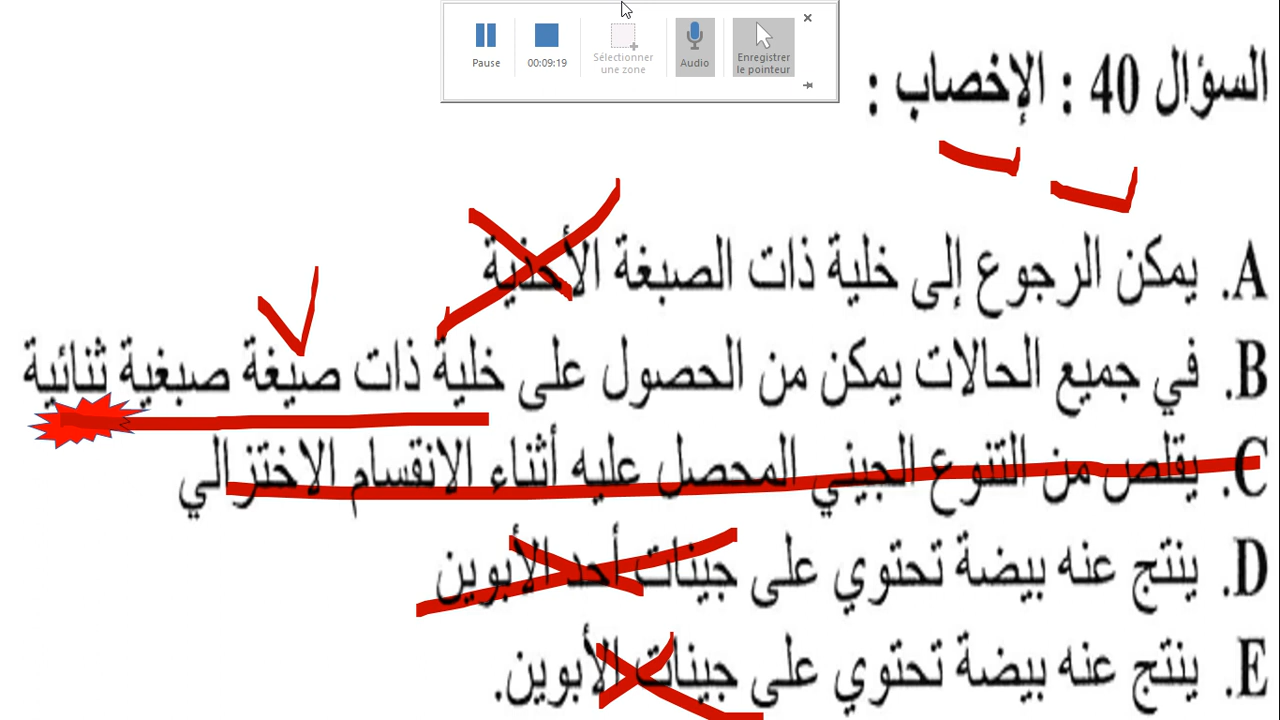 Pause
00:09:19
Sélectionner
une zone
Audio
Enregistrer
le pointeur
السؤال 40 : الإخصاب :
A. يمكن الرجوع إلى خلية ذات الصبغة الأحذية
B. في جميع الحالات يمكن من الحصول على خلية ذات صيغة صبغية ثنائية
C. يقلص من التنوع الجيني المحصل عليه أثناء الانقسام الاختزالي
D. ينتج عنه بيضة تحتوي على جينات أحد الأبوين
E. ينتج عنه بيضة تحتوي على جينات الأبوين.